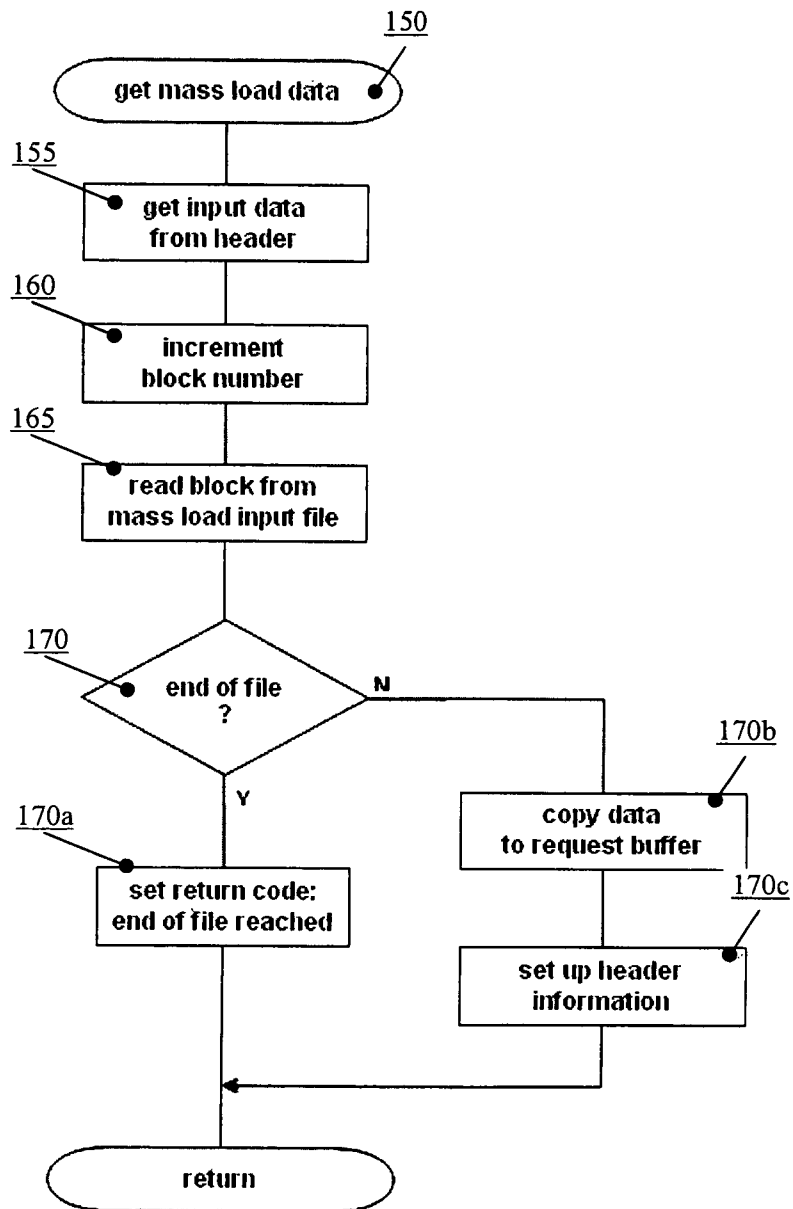 150
get mass load data
155
get input data
from header
160
increment
block number
165
read block from
mass load input file
170
end of file
?
N
Y
170b
copy data
to request buffer
170a
set return code:
end of file reached
170c
set up header
information
return